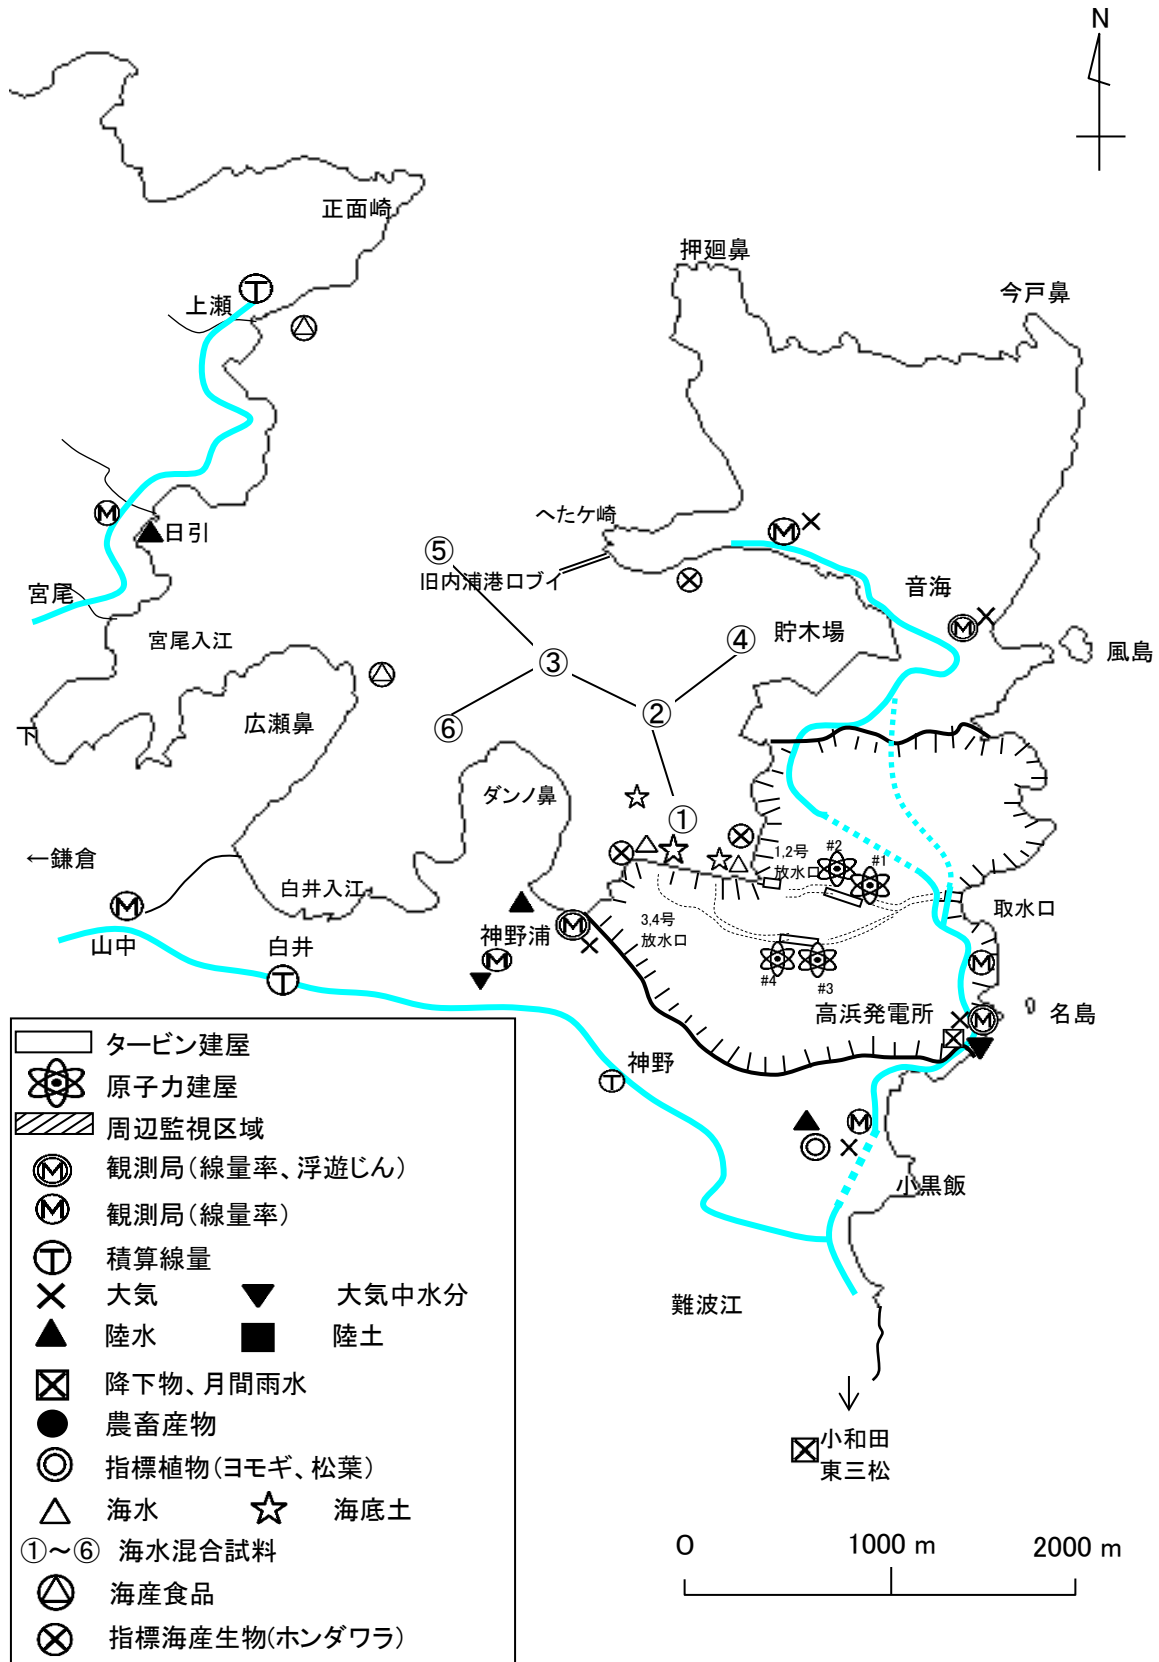 N
正面崎
押廻鼻
今戸鼻
上瀬
T
M
日引
宮尾
宮尾入江
下
広瀬鼻
へたケ崎
M
⑤
旧内浦港口ブイ
音海
M
貯木場
④
風島
③
②
⑥
ダンノ鼻
①
←鎌倉
白井入江
1,2号
放水口
#2
#1
取水口
M
山中
白井
T
神野浦
M
M
3,4号
放水口
#4
#3
M
高浜発電所
M
名島
神野
T
M
小黒飯
難波江
小和田
東三松
タービン建屋
原子力建屋
周辺監視区域
M 観測局(線量率、浮遊じん)
M 観測局(線量率)
T 積算線量
大気 大気中水分
陸水 陸土
降下物、月間雨水
農畜産物
指標植物(ヨモギ、松葉)
海水 海底土
①～⑥ 海水混合試料
海産食品
指標海産生物(ホンダワラ)
O 1000 m 2000 m